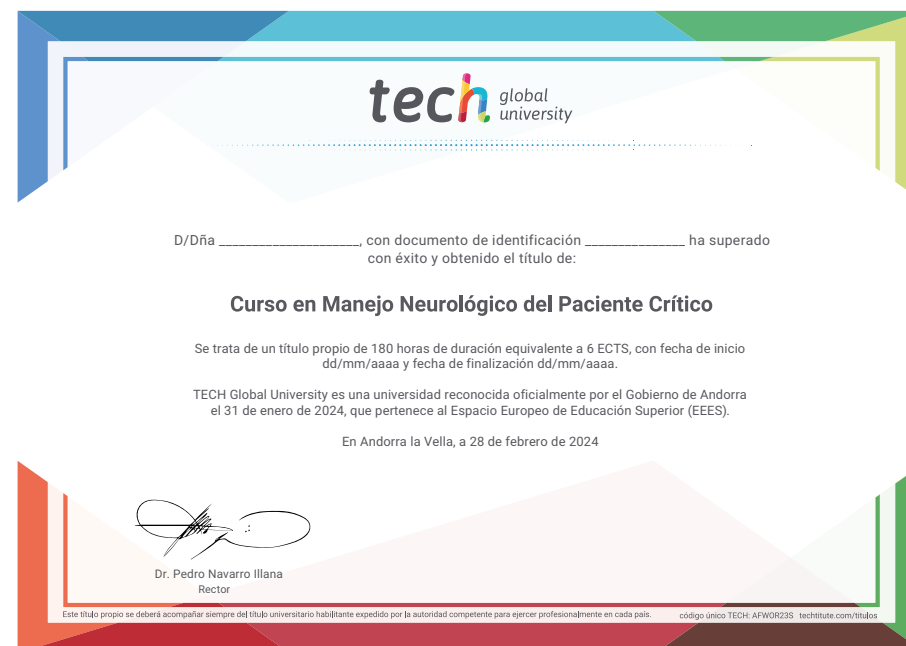 tech global university
D/Dña _____________________, con documento de identificación _______________ ha superado
con éxito y obtenido el título de:
Curso en Manejo Neurológico del Paciente Crítico
Se trata de un título propio de 180 horas de duración equivalente a 6 ECTS, con fecha de inicio
dd/mm/aaaa y fecha de finalización dd/mm/aaaa.
TECH Global University es una universidad reconocida oficialmente por el Gobierno de Andorra
el 31 de enero de 2024, que pertenece al Espacio Europeo de Educación Superior (EEES).
En Andorra la Vella, a 28 de febrero de 2024
Dr. Pedro Navarro Illana
Rector
Este título propio se deberá acompañar siempre del título universitario habilitante expedido por la autoridad competente para ejercer profesionalmente en cada país.
código único TECH: AFWOR23S techtitute.com/titulos